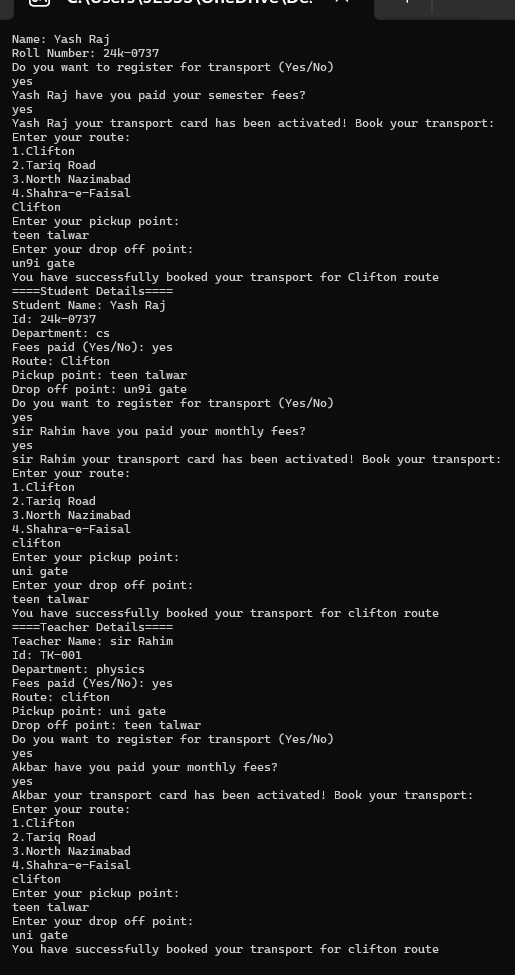 Name: Yash Raj
Roll Number: 24k-0737
Do you want to register for transport (Yes/No)
yes
Yash Raj have you paid your semester fees?
yes
Yash Raj your transport card has been activated! Book your transport:
Enter your route:
1.Clifton
2.Tariq Road
3.North Nazimabad
4.Shahra-e-Faisal
Clifton
Enter your pickup point:
teen talwar
Enter your drop off point:
un9i gate
You have successfully booked your transport for Clifton route
====Student Details====
Student Name: Yash Raj
Id: 24k-0737
Department: cs
Fees paid (Yes/No): yes
Route: Clifton
Pickup point: teen talwar
Drop off point: un9i gate
Do you want to register for transport (Yes/No)
yes
sir Rahim have you paid your monthly fees?
yes
sir Rahim your transport card has been activated! Book your transport:
Enter your route:
1.Clifton
2.Tariq Road
3.North Nazimabad
4.Shahra-e-Faisal
clifton
Enter your pickup point:
uni gate
Enter your drop off point:
teen talwar
You have successfully booked your transport for clifton route
====Teacher Details====
Teacher Name: sir Rahim
Id: TK-001
Department: physics
Fees paid (Yes/No): yes
Route: clifton
Pickup point: uni gate
Drop off point: teen talwar
Do you want to register for transport (Yes/No)
yes
Akbar have you paid your monthly fees?
yes
Akbar your transport card has been activated! Book your transport:
Enter your route:
1.Clifton
2.Tariq Road
3.North Nazimabad
4.Shahra-e-Faisal
clifton
Enter your pickup point:
teen talwar
Enter your drop off point:
uni gate
You have successfully booked your transport for clifton route